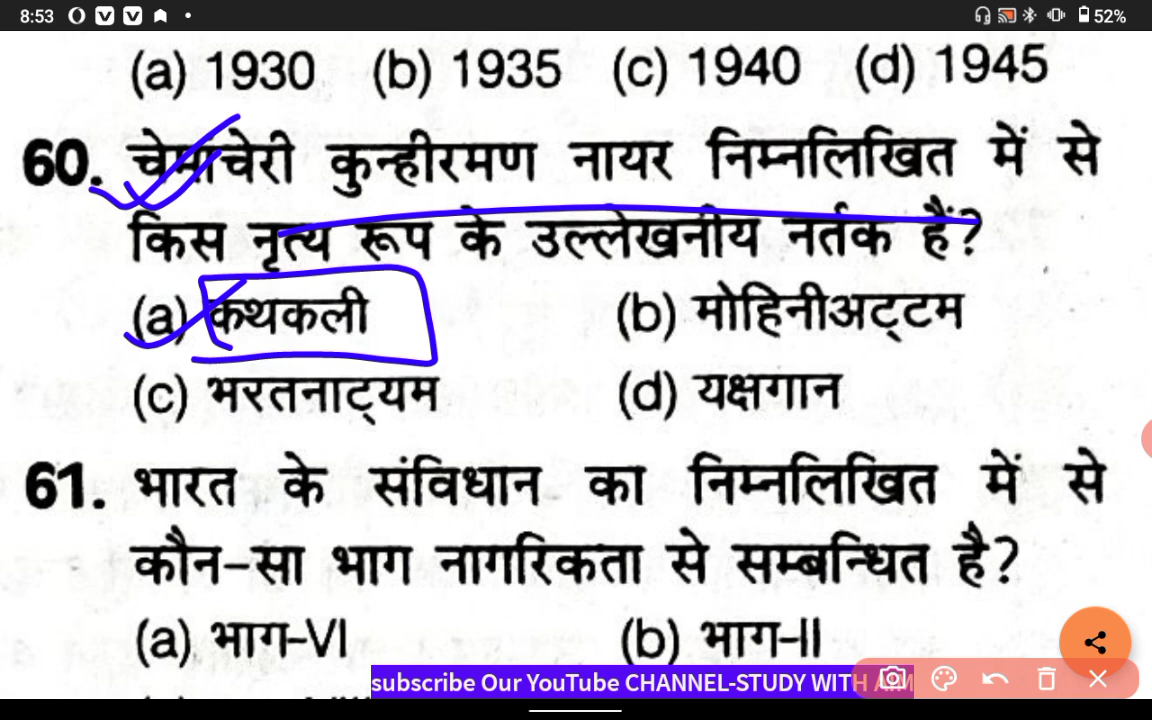 8:53
52%
(a) 1930 (b) 1935 (c) 1940 (d) 1945
60. चेमाचेरी कुन्हीरमण नायर निम्नलिखित में से
किस नृत्य रूप के उल्लेखनीय नर्तक हैं?
(a) कथकली (b) मोहिनीअट्टम
(c) भरतनाट्यम (d) यक्षगान
61. भारत के संविधान का निम्नलिखित में से
कौन-सा भाग नागरिकता से सम्बन्धित है?
(a) भाग-VI (b) भाग-II
subscribe Our YouTube CHANNEL-STUDY WITH AIM